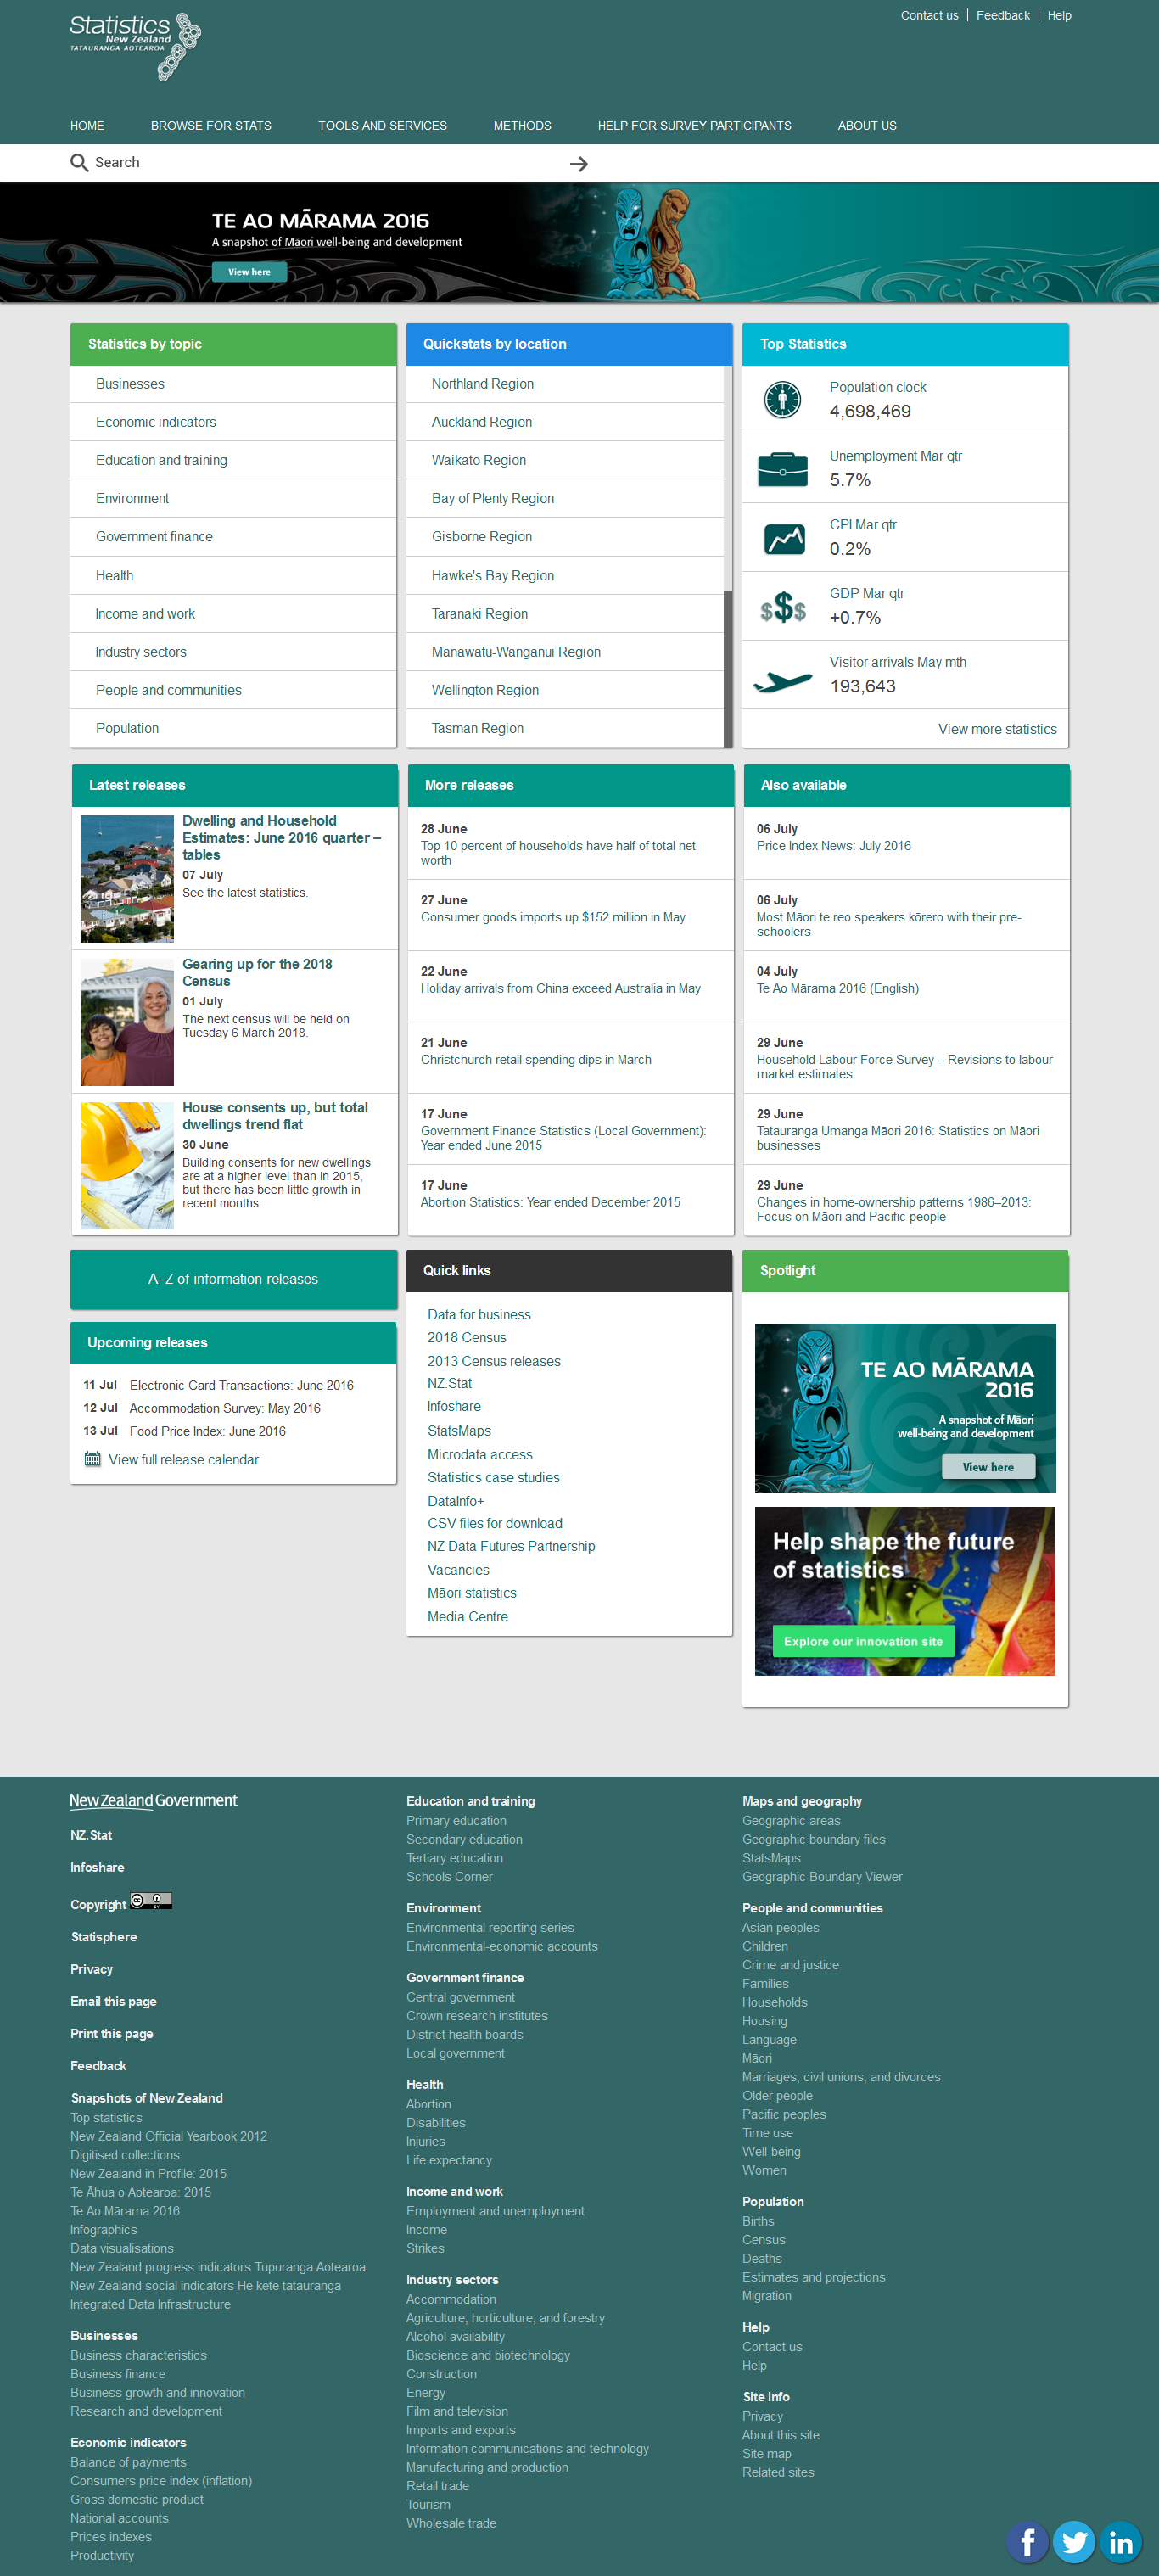 Statistics
New Zealand
TATAURANGA AOTEAROA
Contact us
Feedback
Help
HOME
BROWSE FOR STATS
TOOLS AND SERVICES
METHODS
HELP FOR SURVEY PARTICIPANTS
ABOUT US
Search
TE AO MĀRAMA 2016
A snapshot of Māori well-being and development
View here
Statistics by topic
Businesses
Economic indicators
Education and training
Environment
Government finance
Health
Income and work
Industry sectors
People and communities
Population
Quickstats by location
Northland Region
Auckland Region
Waikato Region
Bay of Plenty Region
Gisborne Region
Hawke's Bay Region
Taranaki Region
Manawatu-Wanganui Region
Wellington Region
Tasman Region
Top Statistics
Population clock
4,698,469
Unemployment Mar qtr
5.7%
CPI Mar qtr
0.2%
$$$
GDP Mar qtr
+0.7%
Visitor arrivals May mth
193,643
View more statistics
Latest releases
Dwelling and Household
Estimates: June 2016 quarter –
tables
07 July
See the latest statistics.
Gearing up for the 2018
Census
01 July
The next census will be held on
Tuesday 6 March 2018.
House consents up, but total
dwellings trend flat
30 June
Building consents for new dwellings
are at a higher level than in 2015,
but there has been little growth in
recent months.
More releases
28 June
Top 10 percent of households have half of total net
worth
27 June
Consumer goods imports up $152 million in May
22 June
Holiday arrivals from China exceed Australia in May
21 June
Christchurch retail spending dips in March
17 June
Government Finance Statistics (Local Government):
Year ended June 2015
17 June
Abortion Statistics: Year ended December 2015
Also available
06 July
Price Index News: July 2016
06 July
Most Māori te reo speakers kōrero with their pre-
schoolers
04 July
Te Ao Mārama 2016 (English)
29 June
Household Labour Force Survey – Revisions to labour
market estimates
29 June
Tatauranga Umanga Māori 2016: Statistics on Māori
businesses
29 June
Changes in home-ownership patterns 1986–2013:
Focus on Māori and Pacific people
A–Z of information releases
Upcoming releases
11 Jul Electronic Card Transactions: June 2016
12 Jul Accommodation Survey: May 2016
13 Jul Food Price Index: June 2016
View full release calendar
Quick links
Data for business
2018 Census
2013 Census releases
NZ.Stat
Infoshare
StatsMaps
Microdata access
Statistics case studies
DataInfo+
CSV files for download
NZ Data Futures Partnership
Vacancies
Māori statistics
Media Centre
Spotlight
TE AO MĀRAMA
2016
A snapshot of Māori
well-being and development
View here
Help shape the future
of statistics
Explore our innovation site
New Zealand Government
NZ.Stat
Infoshare
Copyright
cc
BY
Statisphere
Privacy
Email this page
Print this page
Feedback
Snapshots of New Zealand
Top statistics
New Zealand Official Yearbook 2012
Digitised collections
New Zealand in Profile: 2015
Te Āhua o Aotearoa: 2015
Te Ao Mārama 2016
Infographics
Data visualisations
New Zealand progress indicators Tupuranga Aotearoa
New Zealand social indicators He kete tatauranga
Integrated Data Infrastructure
Businesses
Business characteristics
Business finance
Business growth and innovation
Research and development
Economic indicators
Balance of payments
Consumers price index (inflation)
Gross domestic product
National accounts
Prices indexes
Productivity
Education and training
Primary education
Secondary education
Tertiary education
Schools Corner
Environment
Environmental reporting series
Environmental-economic accounts
Government finance
Central government
Crown research institutes
District health boards
Local government
Health
Abortion
Disabilities
Injuries
Life expectancy
Income and work
Employment and unemployment
Income
Strikes
Industry sectors
Accommodation
Agriculture, horticulture, and forestry
Alcohol availability
Bioscience and biotechnology
Construction
Energy
Film and television
Imports and exports
Information communications and technology
Manufacturing and production
Retail trade
Tourism
Wholesale trade
Maps and geography
Geographic areas
Geographic boundary files
StatsMaps
Geographic Boundary Viewer
People and communities
Asian peoples
Children
Crime and justice
Families
Households
Housing
Language
Māori
Marriages, civil unions, and divorces
Older people
Pacific peoples
Time use
Well-being
Women
Population
Births
Census
Deaths
Estimates and projections
Migration
Help
Contact us
Help
Site info
Privacy
About this site
Site map
Related sites
f
in